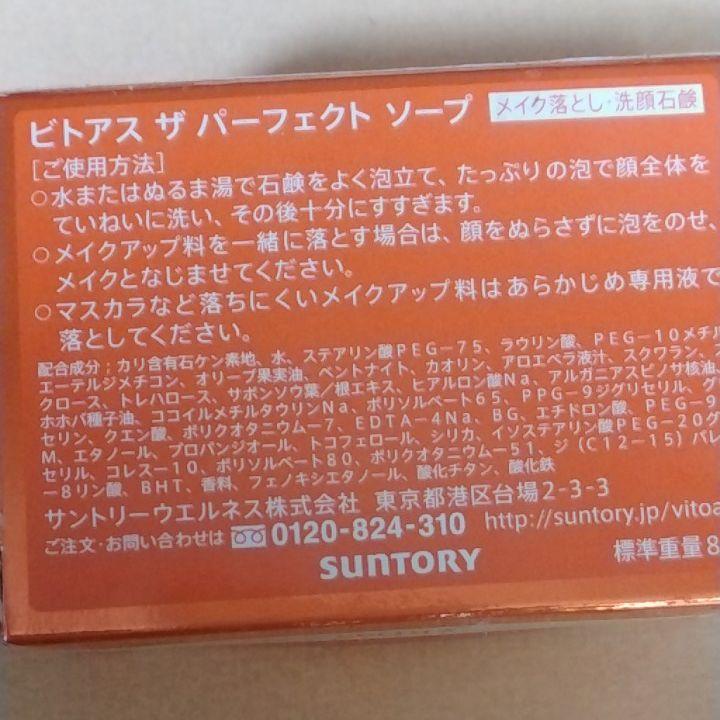 ビトアス ザ パーフェクト ソープ メイク落とし・洗顔石鹸
[ご使用方法]
○水またはぬるま湯で石鹸をよく泡立て、たっぷりの泡で顔全体を
ていねいに洗い、その後十分にすすぎます。
○メイクアップ料を一緒に落とす場合は、顔をぬらさずに泡をのせ、
メイクとなじませてください。
○マスカラなど落ちにくいメイクアップ料はあらかじめ専用液で
落としてください。
配合成分：カリ含有石ケン素地、水、ステアリン酸PEG-75、ラウリン酸、PEG-10メチル
エーテルジメチコン、オリーブ果実油、ベントナイト、カオリン、アロエベラ液汁、スクワラン、
クロース、トレハロース、サボンソウ葉／根エキス、ヒアルロン酸Na、アルガニアスピノサ核油、
ホホバ種子油、ココイルメチルタウリンNa、ポリソルベート65、PPG-9ジグリセリル、グ
セリン、クエン酸、ポリクオタニウム-7、EDTA-4Na、BG、エチドロン酸、PEG-9
M、エタノール、プロパンジオール、トコフェロール、シリカ、イソステアリン酸PEG-20グ
セリル、コレス-10、ポリソルベート80、ポリクオタニウム-51、ジ（C12-15）パレ
-8リン酸、BHT、香料、フェノキシエタノール、酸化チタン、酸化鉄
サントリーウエルネス株式会社 東京都港区台場2-3-3
ご注文・お問い合わせは 0120-824-310 http://suntory.jp/vitoa
SUNTORY
標準重量8